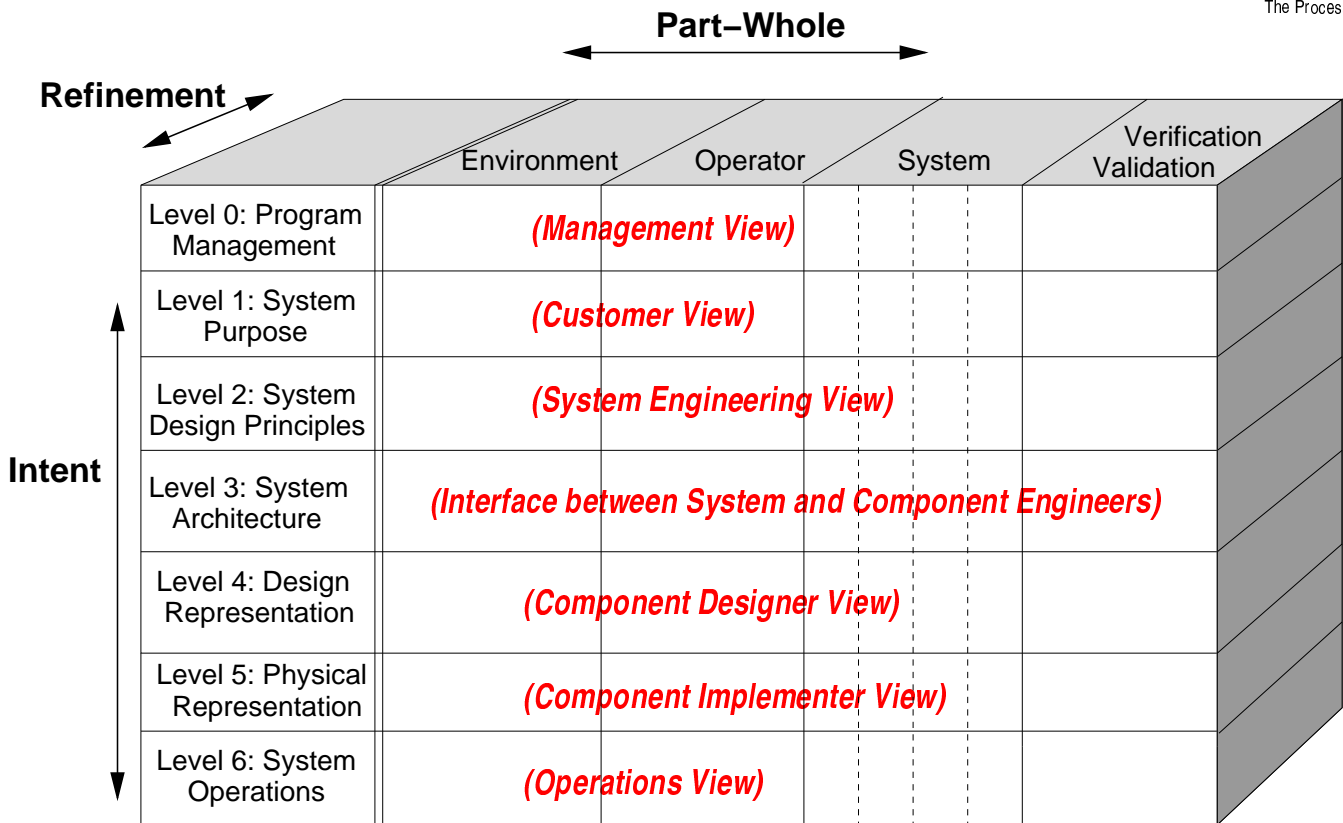 The Proces
Part–Whole
Refinement
Environment
Operator
System
Verification
Validation
Level 0: Program
Management
(Management View)
Level 1: System
Purpose
(Customer View)
Level 2: System
Design Principles
(System Engineering View)
Intent
Level 3: System
Architecture
(Interface between System and Component Engineers)
Level 4: Design
Representation
(Component Designer View)
Level 5: Physical
Representation
(Component Implementer View)
Level 6: System
Operations
(Operations View)